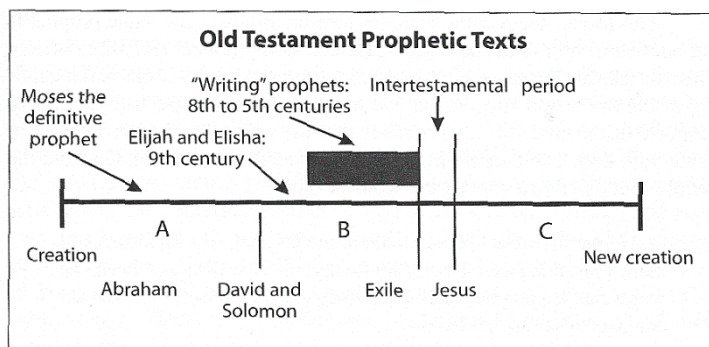 Old Testament Prophetic Texts
“Writing” prophets:
8th to 5th centuries
Intertestamental period
Moses the
definitive
prophet
Elijah and Elisha:
9th century
A
B
C
Creation
New creation
Abraham
David and
Solomon
Exile
Jesus